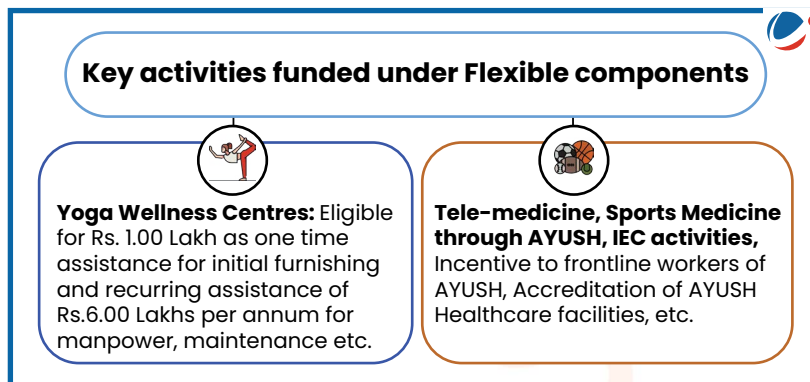 Key activities funded under Flexible components
Yoga Wellness Centres: Eligible
for Rs. 1.00 Lakh as one time
assistance for initial furnishing
and recurring assistance of
Rs.6.00 Lakhs per annum for
manpower, maintenance etc.
Tele-medicine, Sports Medicine
through AYUSH, IEC activities,
Incentive to frontline workers of
AYUSH, Accreditation of AYUSH
Healthcare facilities, etc.